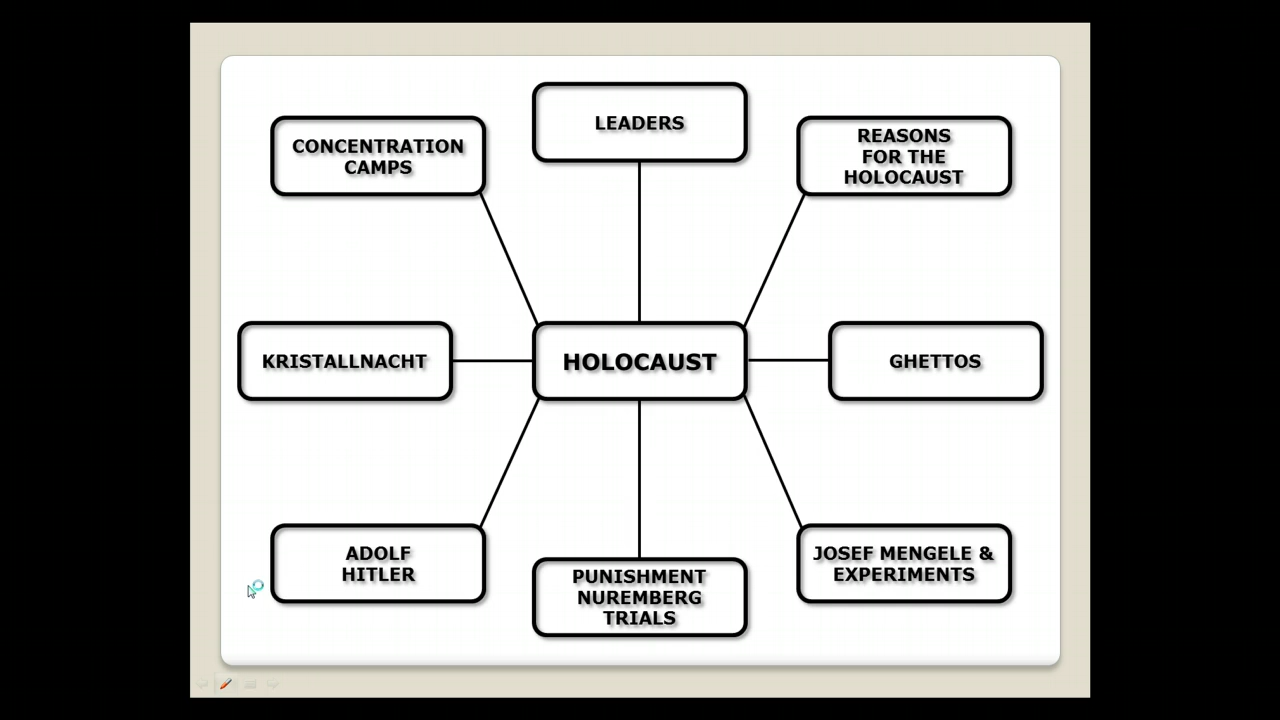 LEADERS
CONCENTRATION
CAMPS
REASONS
FOR THE
HOLOCAUST
KRISTALLNACHT
HOLOCAUST
GHETTOS
ADOLF
HITLER
PUNISHMENT
NUREMBERG
TRIALS
JOSEF MENGELE &
EXPERIMENTS